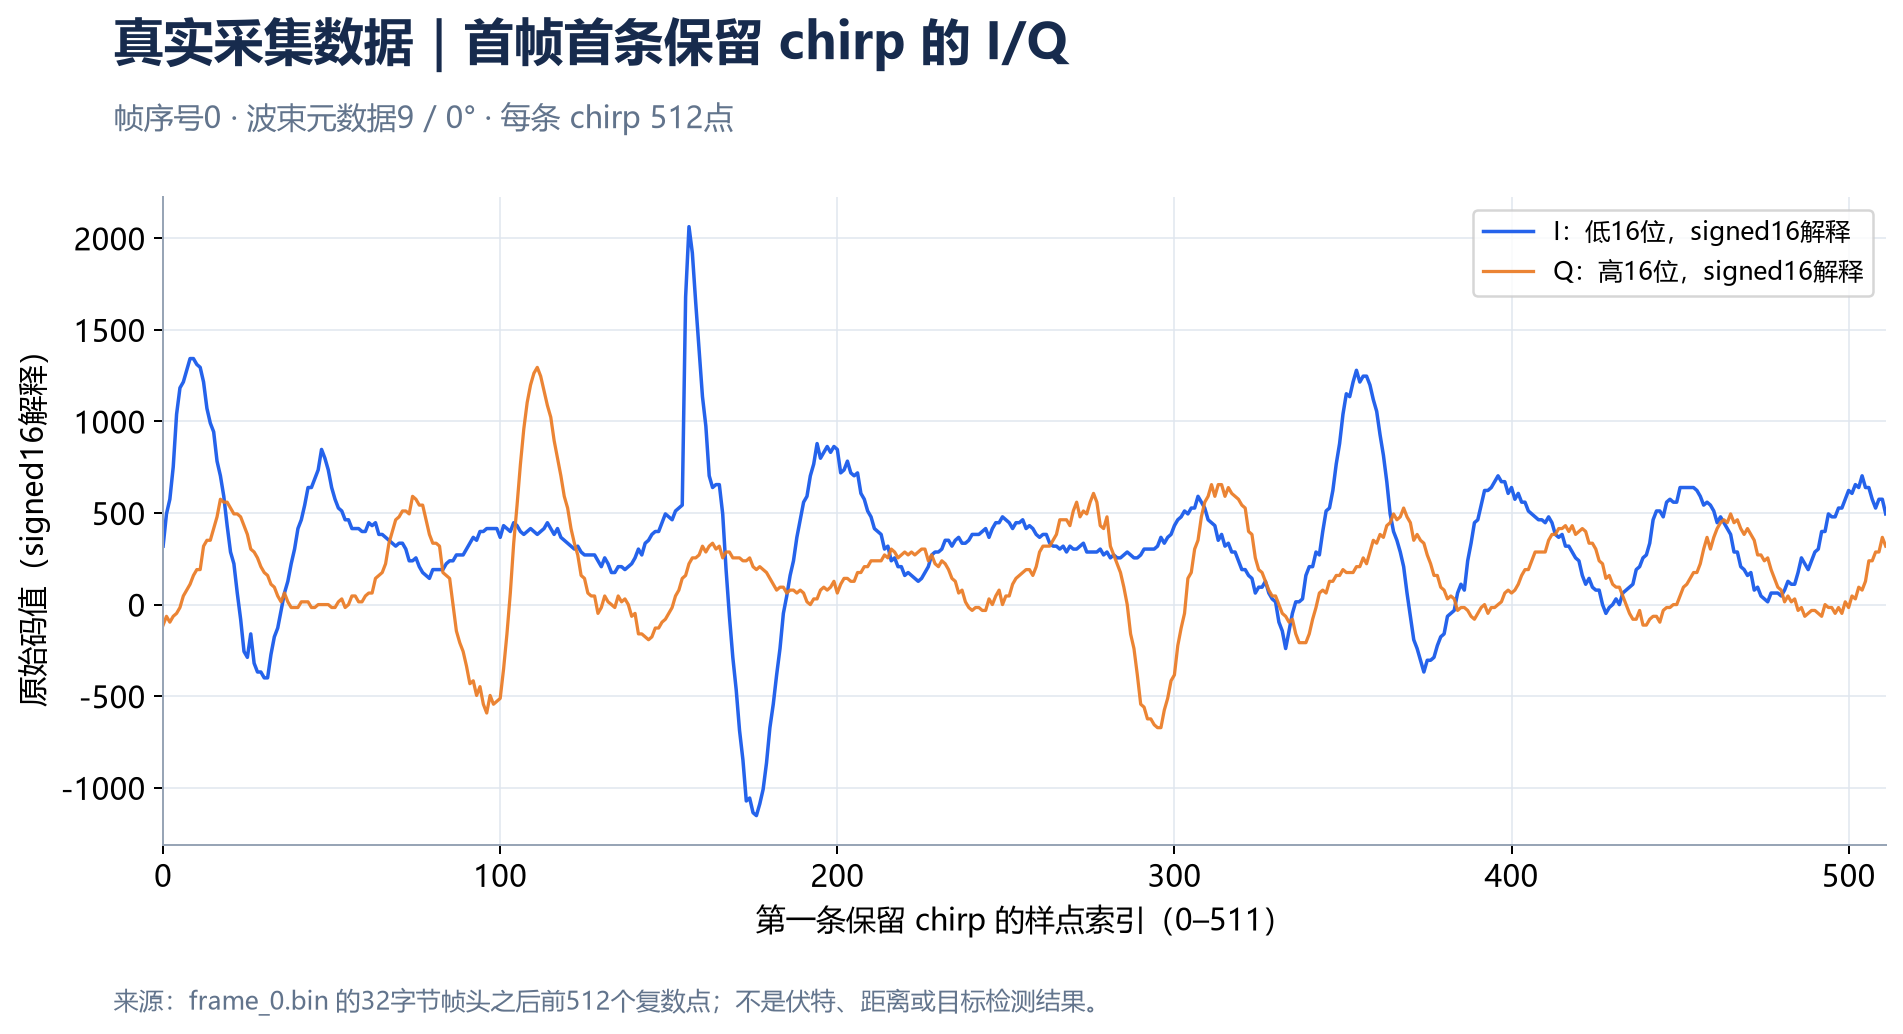 真实采集数据 | 首帧首条保留 chirp 的 I/Q
帧序号0 · 波束元数据9 / 0° · 每条 chirp 512点
I：低16位，signed16解释
Q：高16位，signed16解释
原始码值（signed16解释）
2000
1500
1000
500
0
-500
-1000
0
100
200
300
400
500
第一条保留 chirp 的样点索引（0–511）
来源：frame_0.bin 的32字节帧头之后前512个复数点；不是伏特、距离或目标检测结果。